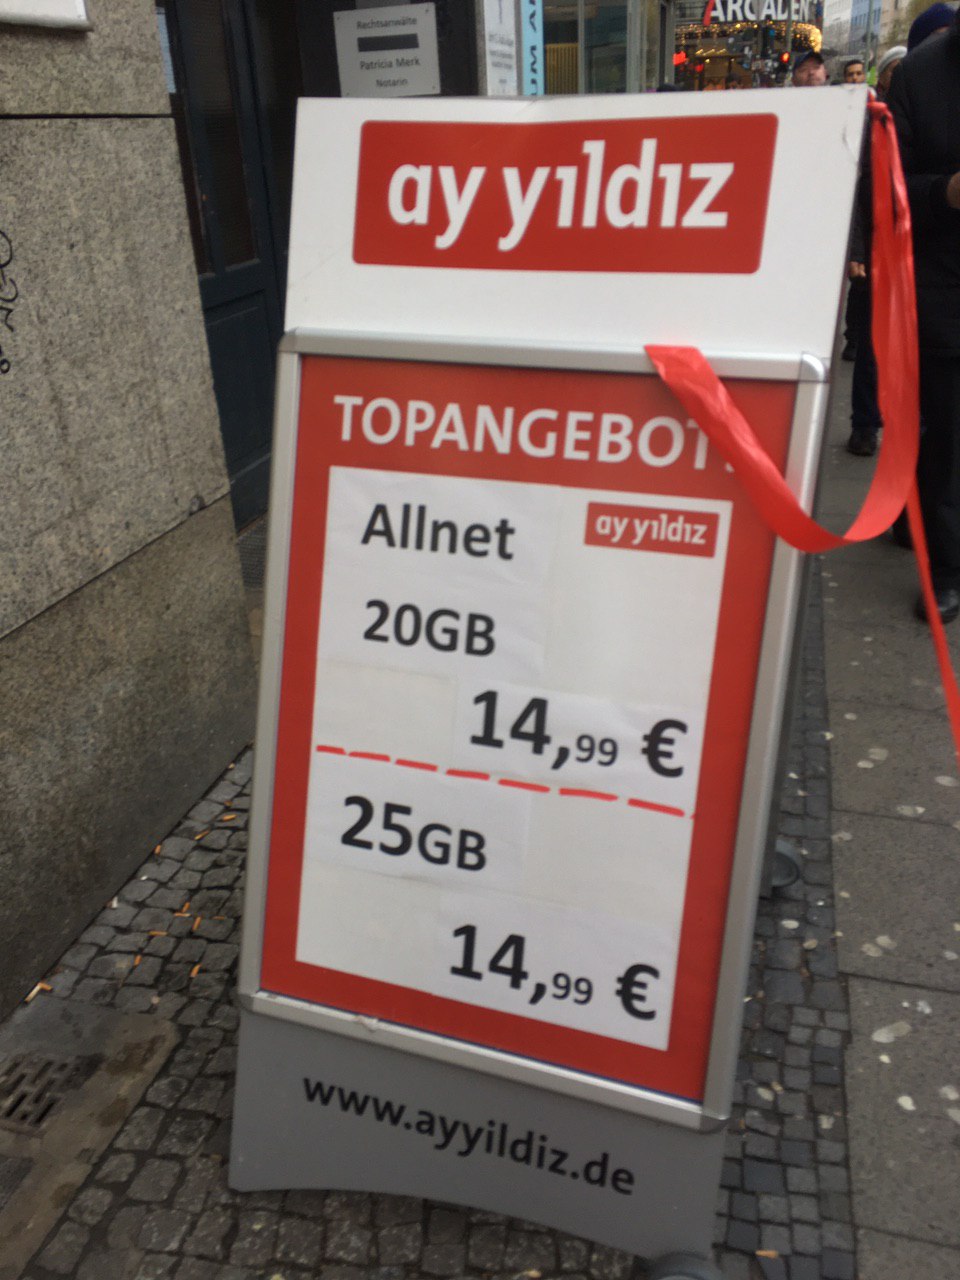 Rechtsanwälte
Patricia Merk
Notarin
ARCADEN
ay yıldız
TOPANGEBOT!
Allnet
ay yıldız
20GB
14,99 €
25GB
14,99 €
www.ayyildiz.de